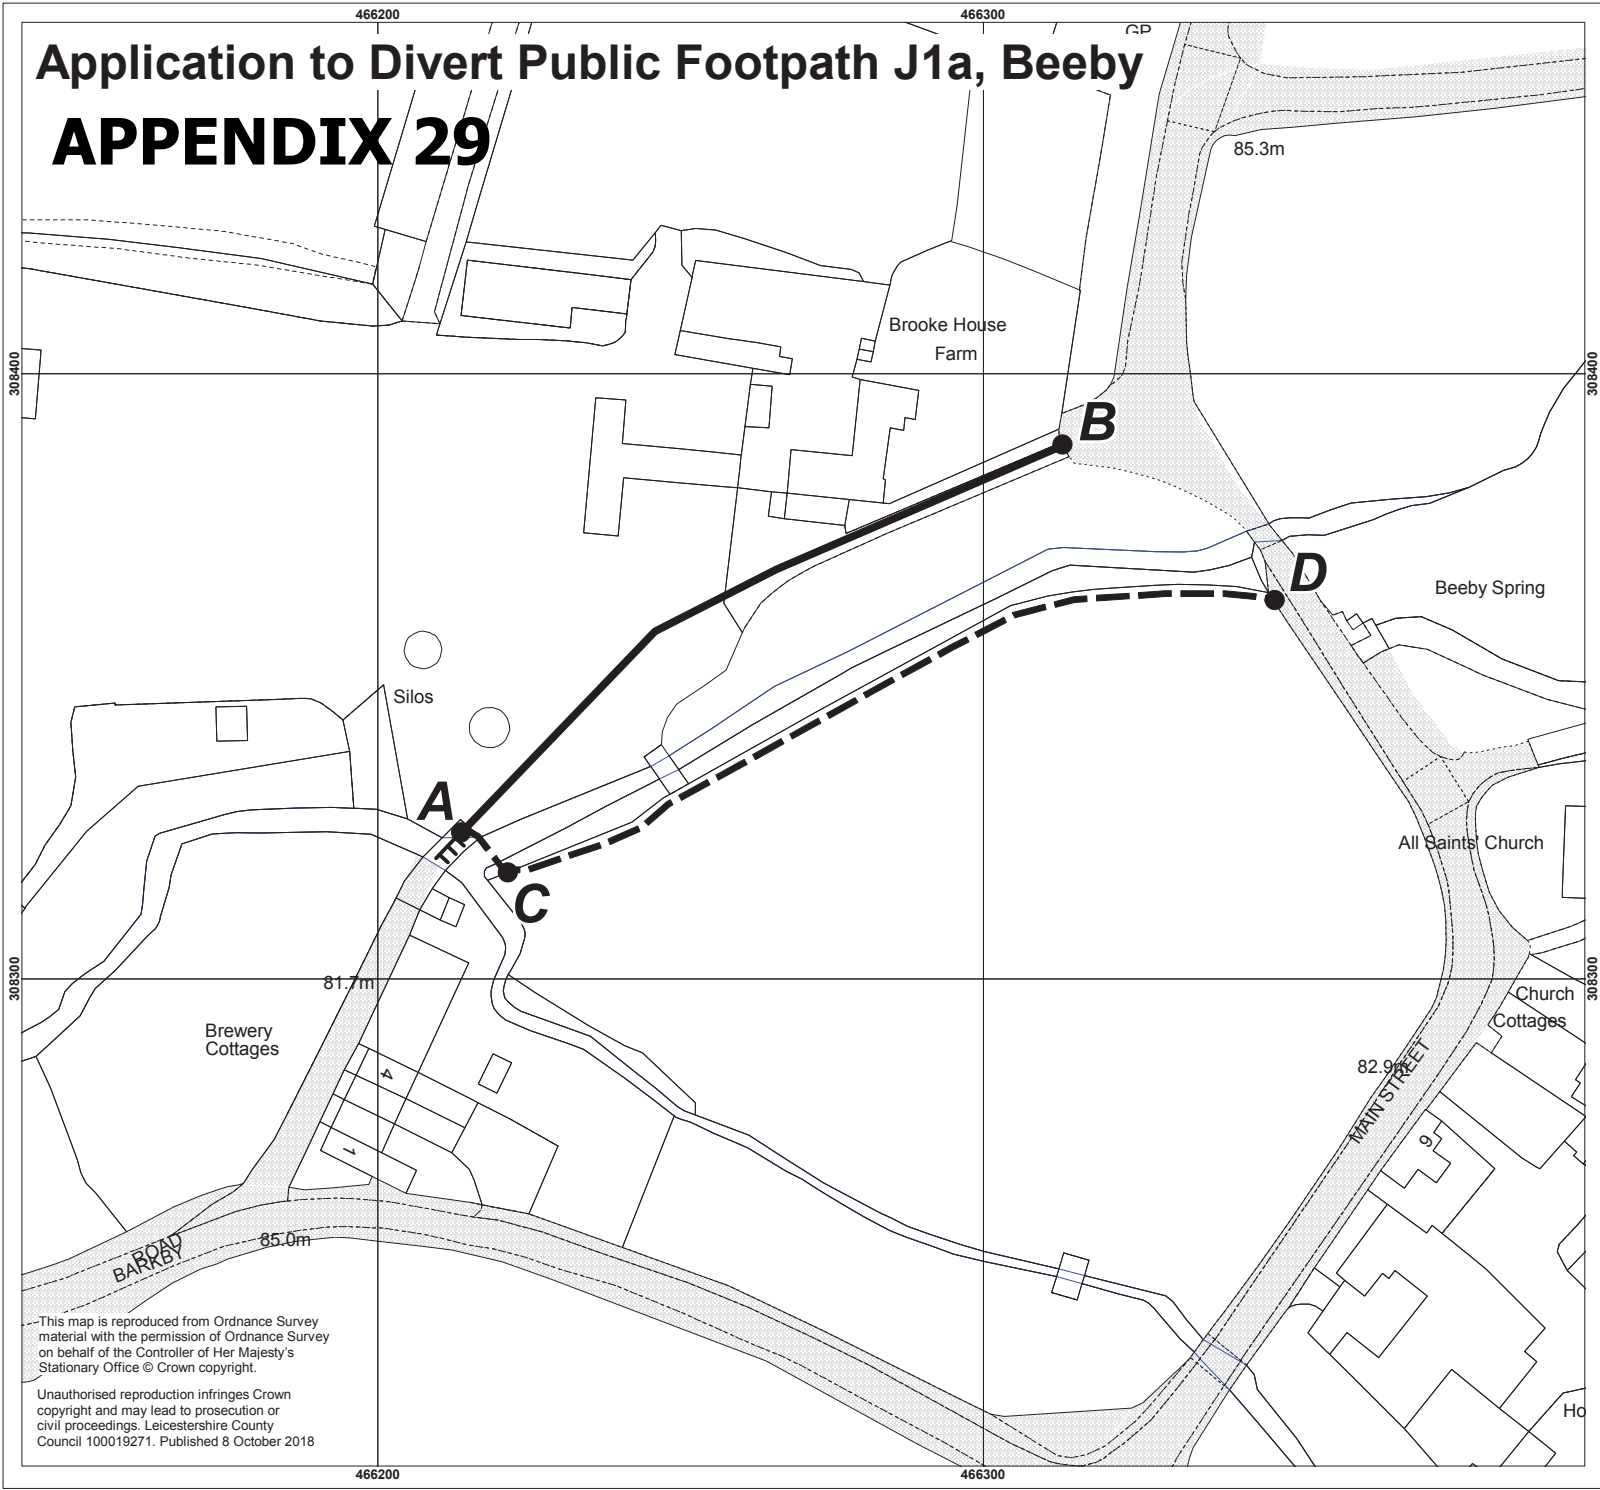 466200
466300
GP
Application to Divert Public Footpath J1a, Beeby
APPENDIX 29
85.3m
Brooke House
Farm
308400
308400
B
D
Beeby Spring
Silos
A
All Saints' Church
C
308300
81.7m
308300
Church
Cottages
Brewery
Cottages
4
82.9m
MAIN STREET
9
1
ROAD
BARKBY
85.0m
This map is reproduced from Ordnance Survey
material with the permission of Ordnance Survey
on behalf of the Controller of Her Majesty's
Stationary Office © Crown copyright.
Unauthorised reproduction infringes Crown
copyright and may lead to prosecution or
civil proceedings. Leicestershire County
Council 100019271. Published 8 October 2018
Ho
466200
466300